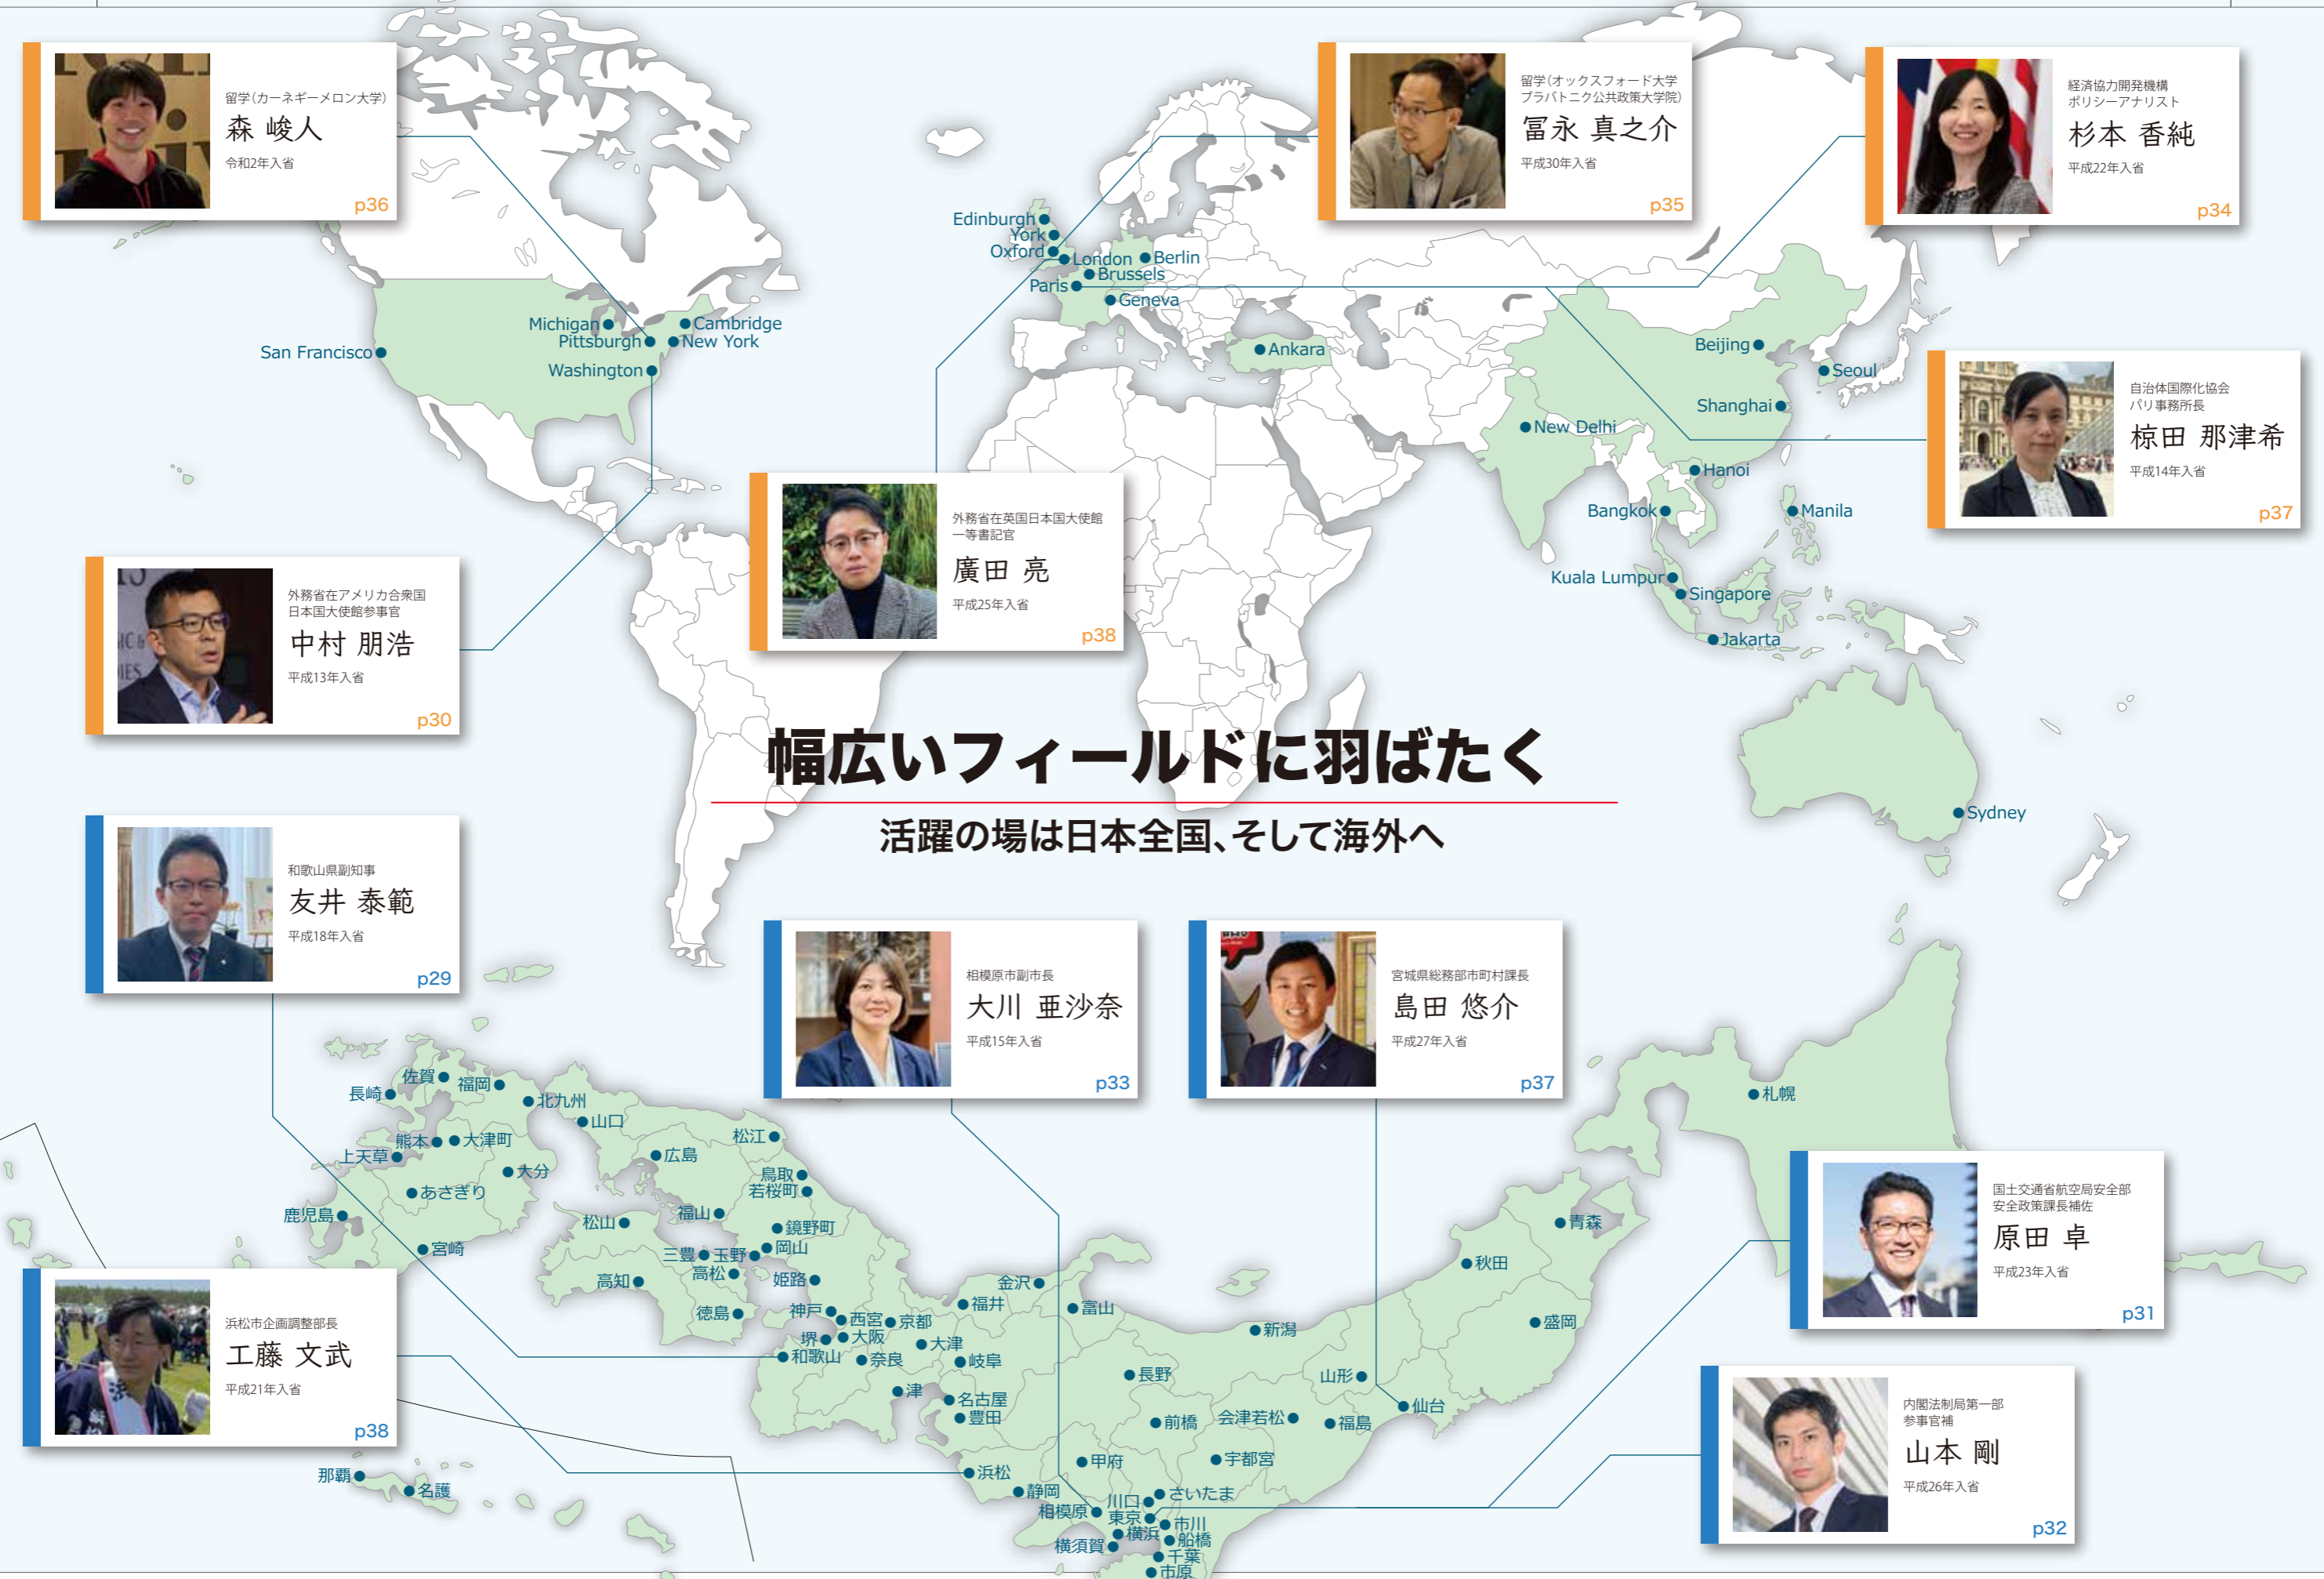 留学(カーネギーメロン大学)
森 峻人
令和2年入省
p36
留学(オックスフォード大学
ブラバトニク公共政策大学院)
冨永 真之介
平成30年入省
p35
経済協力開発機構
ポリシーアナリスト
杉本 香純
平成22年入省
p34
Edinburgh
York
Oxford
London
Berlin
Brussels
Paris
Geneva
Michigan
Cambridge
Pittsburgh
New York
San Francisco
Washington
Ankara
Beijing
Seoul
Shanghai
New Delhi
Hanoi
Bangkok
Manila
Kuala Lumpur
Singapore
Jakarta
Sydney
自治体国際化協会
パリ事務所長
椋田 那津希
平成14年入省
p37
外務省在英国日本国大使館
一等書記官
廣田 亮
平成25年入省
p38
外務省在アメリカ合衆国
日本国大使館参事官
中村 朋浩
平成13年入省
p30
幅広いフィールドに羽ばたく
活躍の場は日本全国、そして海外へ
和歌山県副知事
友井 泰範
平成18年入省
p29
相模原市副市長
大川 亜沙奈
平成15年入省
p33
宮城県総務部市町村課長
島田 悠介
平成27年入省
p37
国土交通省航空局安全部
安全政策課長補佐
原田 卓
平成23年入省
p31
浜松市企画調整部長
工藤 文武
平成21年入省
p38
内閣法制局第一部
参事官補
山本 剛
平成26年入省
p32
佐賀
福岡
長崎
北九州
山口
熊本
大津町
上天草
大分
あさぎり
鹿児島
宮崎
松江
広島
鳥取
若桜町
松山
福山
鏡野町
三豊
玉野
岡山
高松
高知
姫路
徳島
神戸
西宮
京都
堺
大阪
大津
和歌山
奈良
岐阜
津
名古屋
豊田
金沢
福井
富山
新潟
長野
山形
前橋
会津若松
福島
仙台
甲府
宇都宮
浜松
静岡
川口
さいたま
相模原
東京
市川
横浜
船橋
横須賀
千葉
市原
札幌
青森
秋田
盛岡
那覇
名護